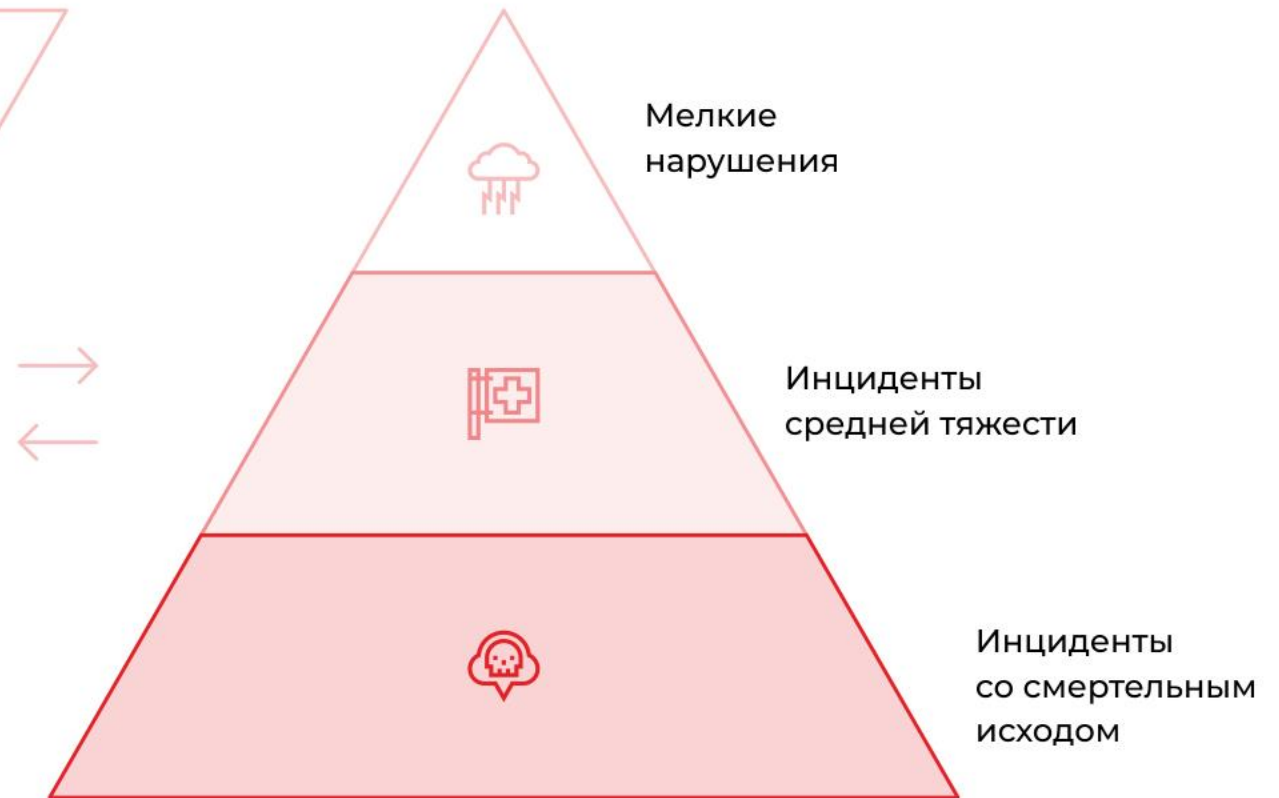 Мелкие
нарушения
Инциденты
средней тяжести
Инциденты
со смертельным
исходом